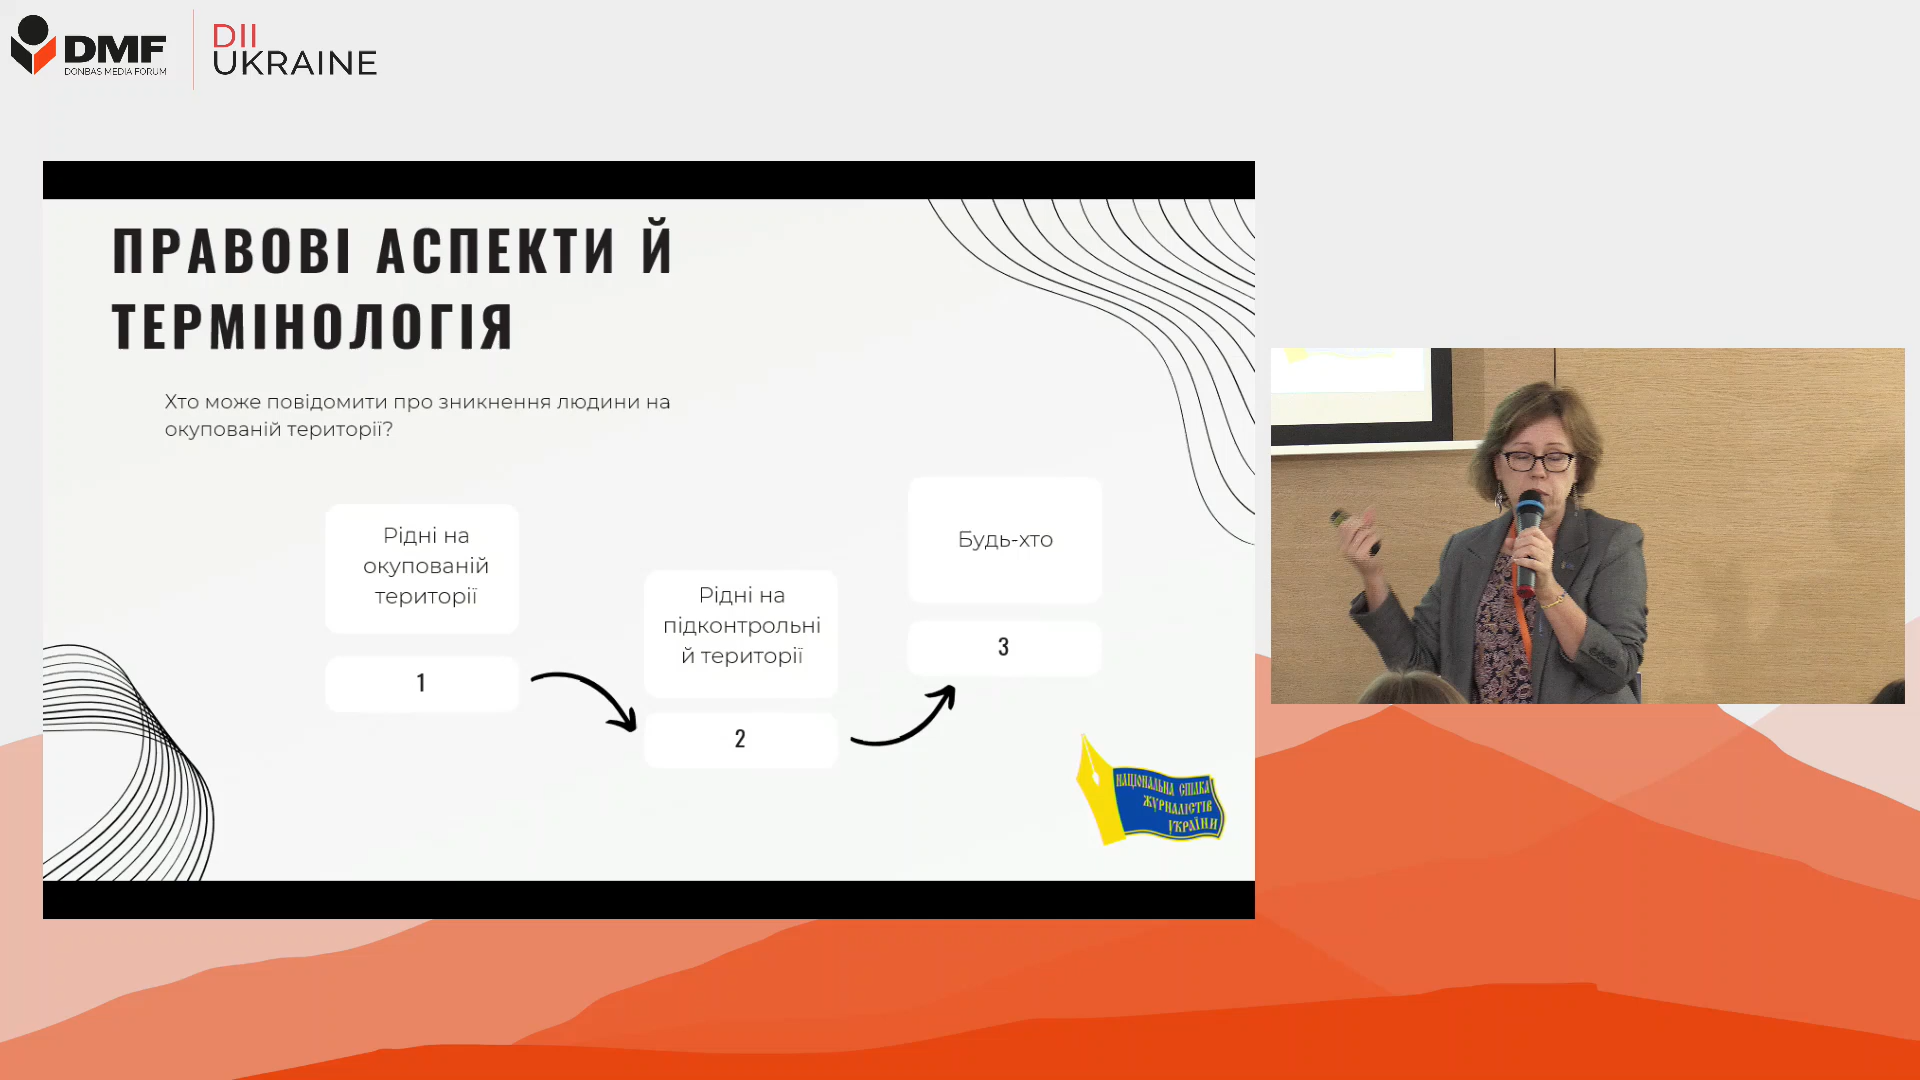 DMF
DONBAS MEDIA FORUM
DII
UKRAINE
ПРАВОВІ АСПЕКТИ Й
ТЕРМІНОЛОГІЯ
Хто може повідомити про зникнення людини на
окупованій території?
Рідні на
окупованій
території
1
Рідні на
підконтрольні
й території
2
Будь-хто
3
НАЦІОНАЛЬНА СПІЛКА
ЖУРНАЛІСТІВ
УКРАЇНИ